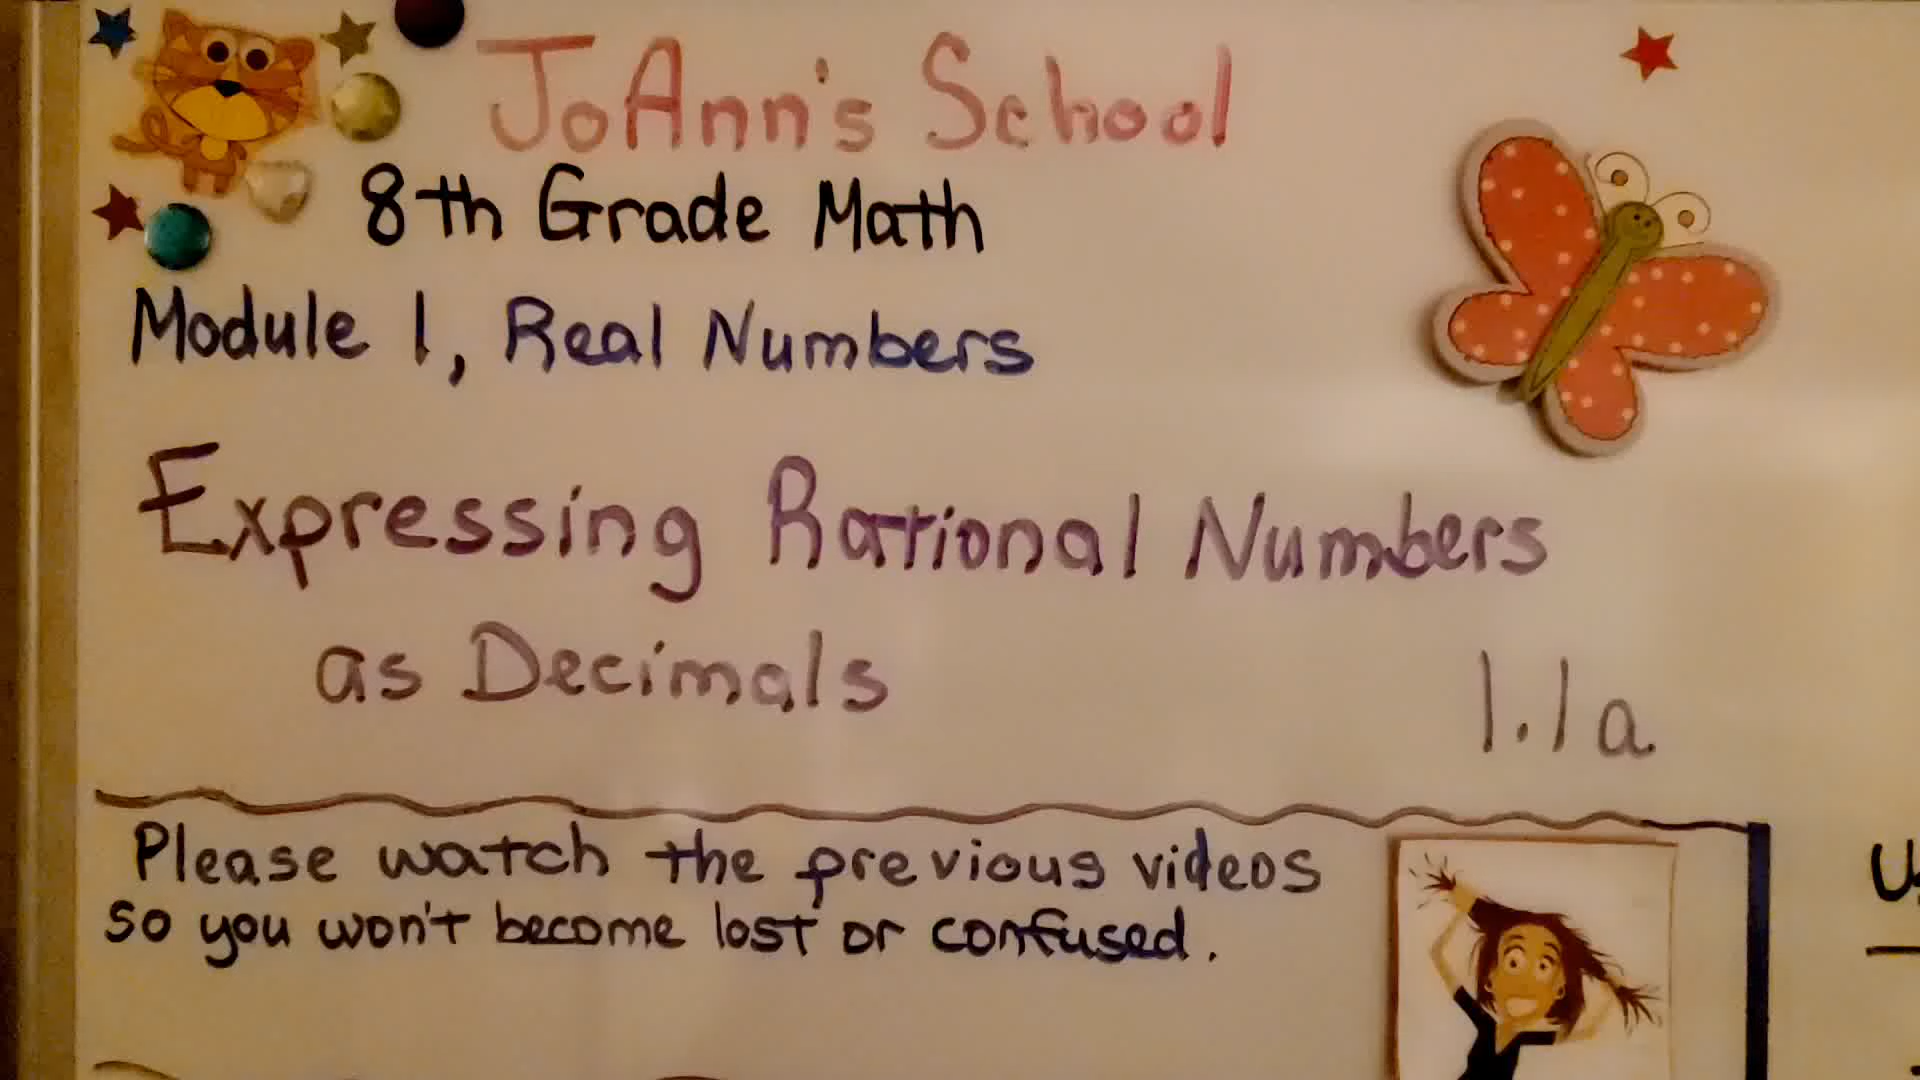 JoAnn's School
8th Grade Math
Module 1, Real Numbers
Expressing Rational Numbers
as Decimals
1.1a
Please watch the previous videos
so you won't become lost or confused.